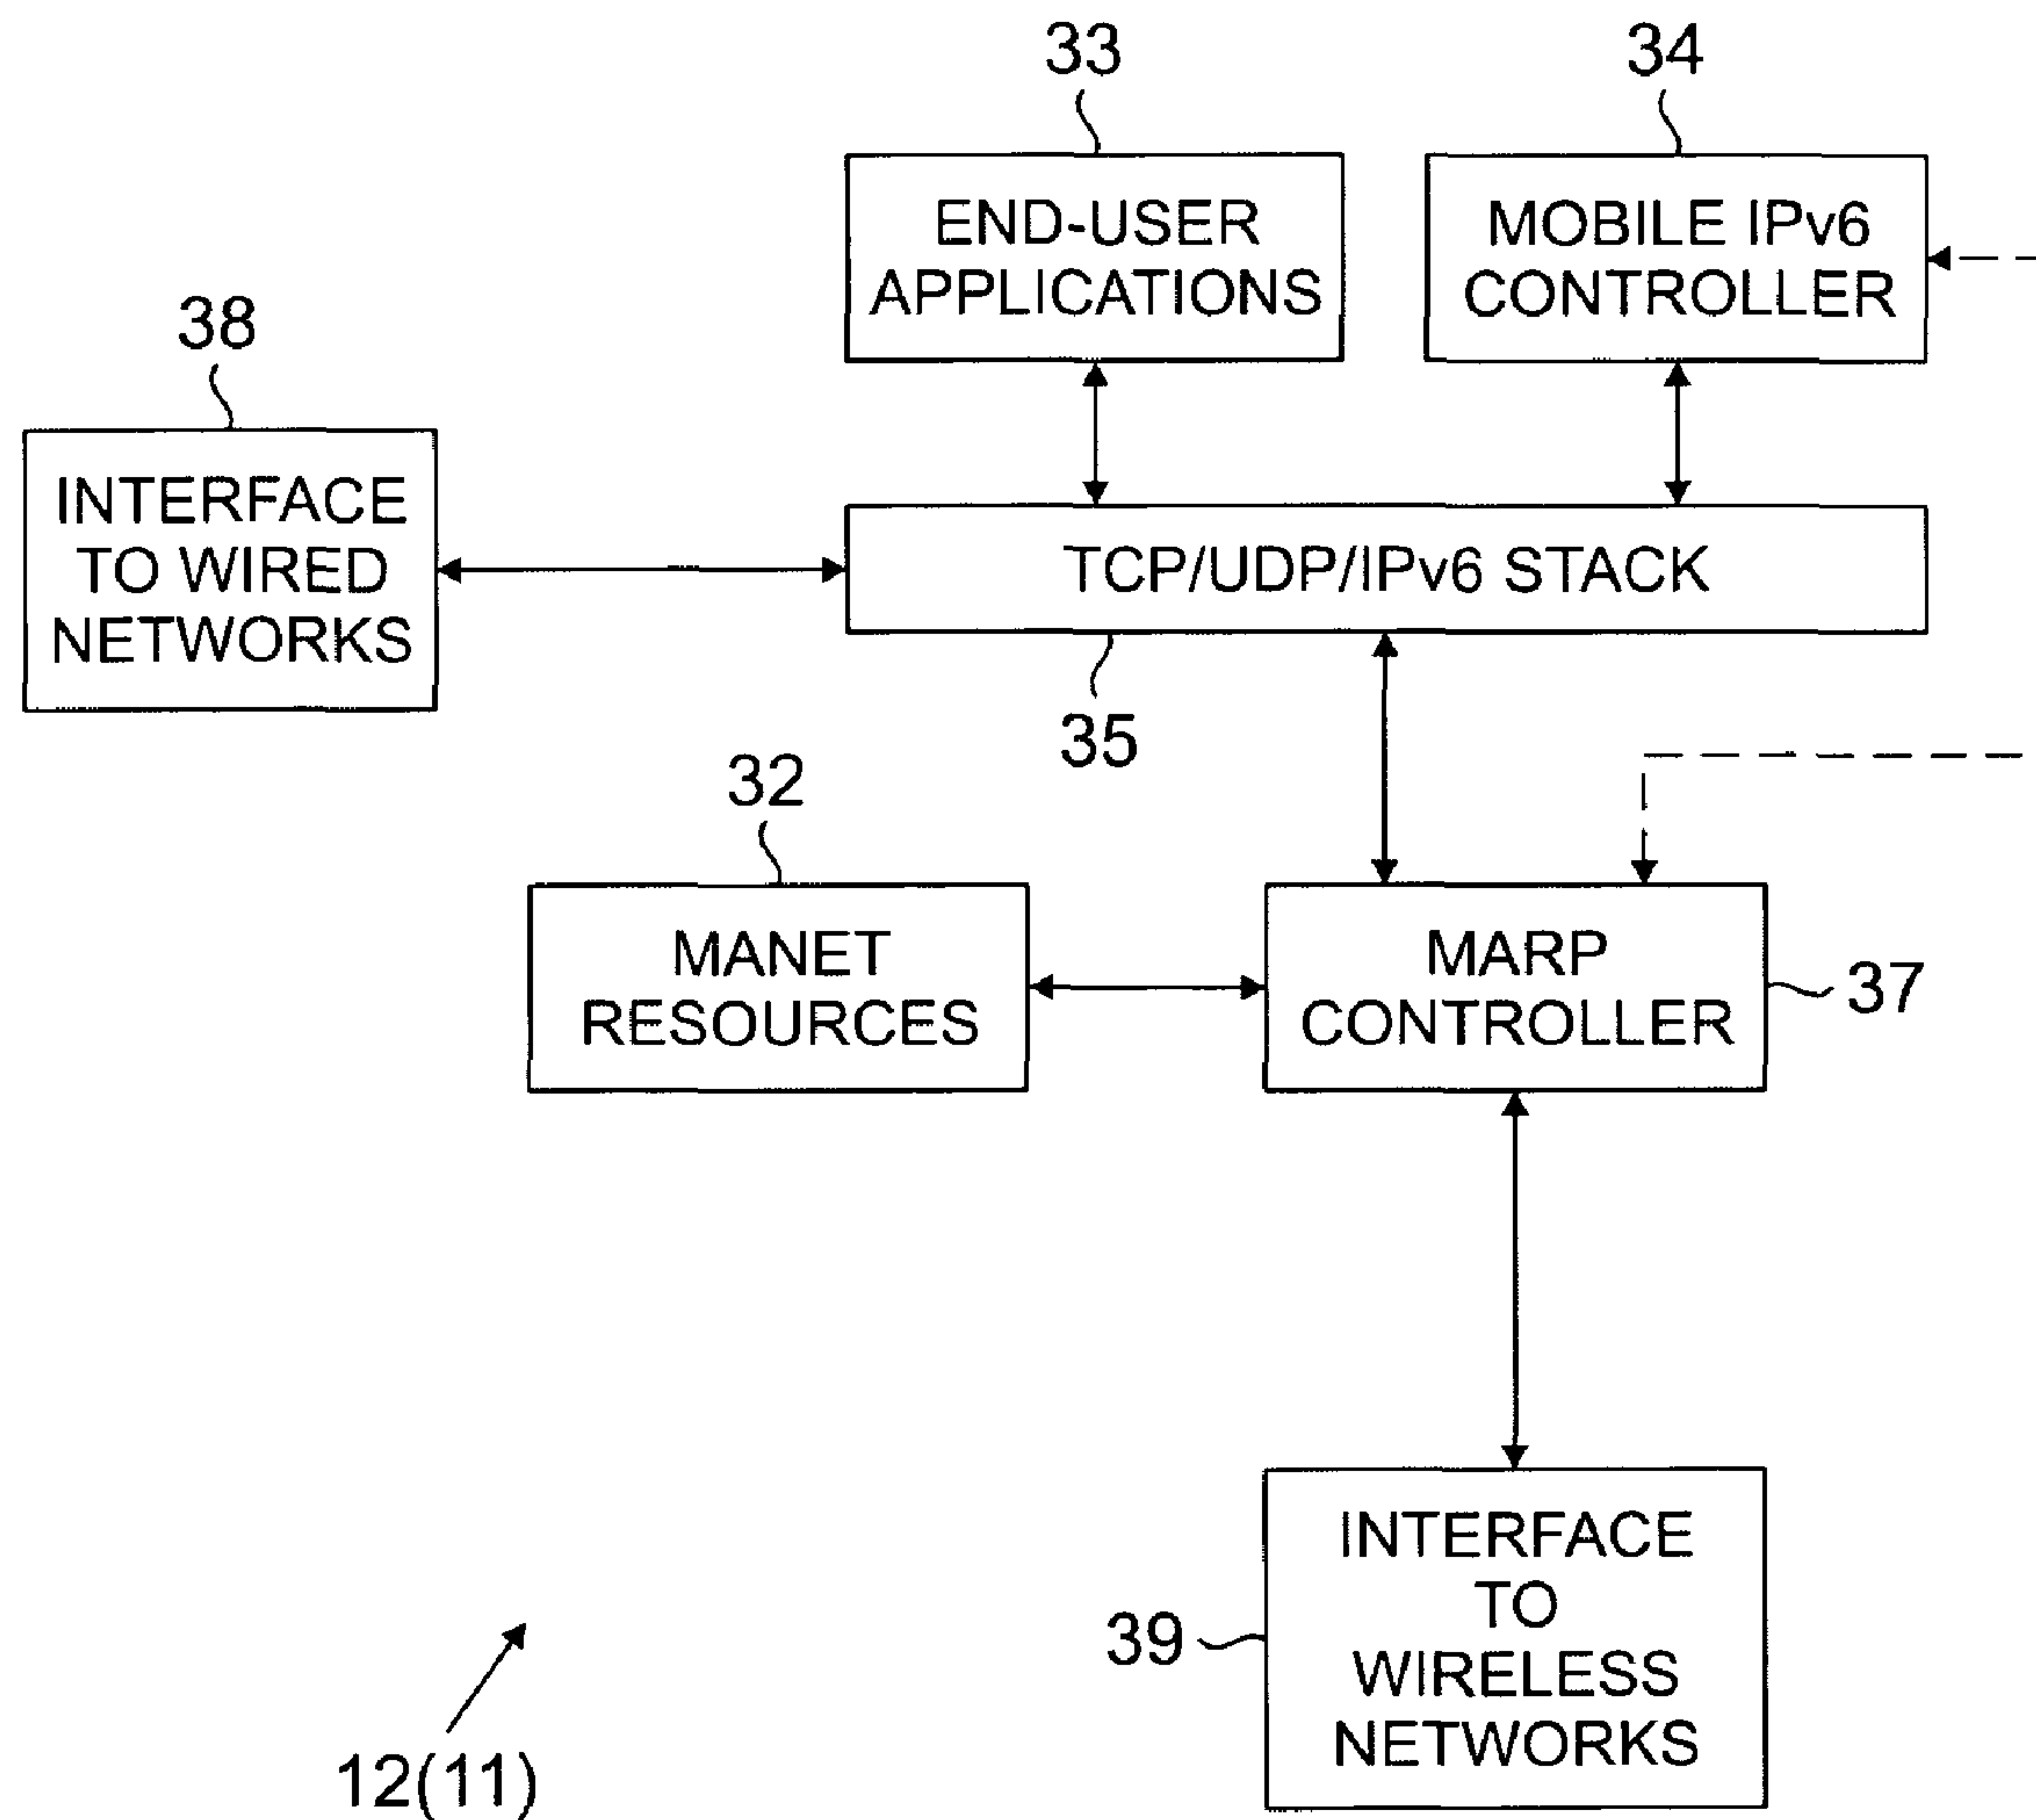 33
34
END-USER
APPLICATIONS
MOBILE IPv6
CONTROLLER
38
INTERFACE
TO WIRED
NETWORKS
TCP/UDP/IPv6 STACK
35
32
MANET
RESOURCES
MARP
CONTROLLER
37
39
INTERFACE
TO
WIRELESS
NETWORKS
12(11)